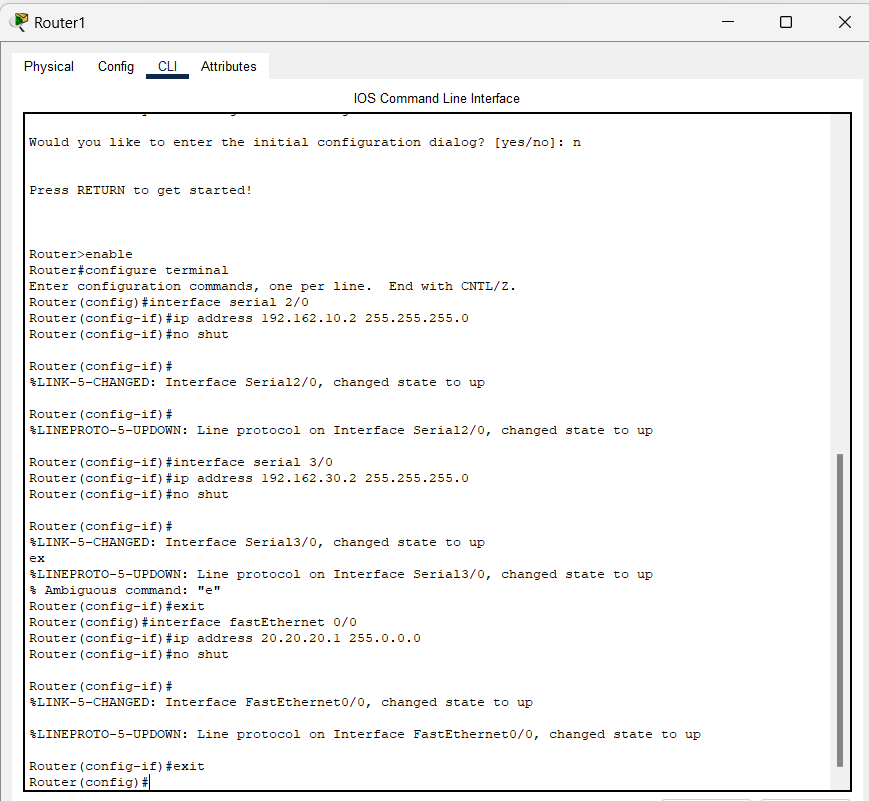 Router1
Physical Config CLI Attributes
IOS Command Line Interface
Would you like to enter the initial configuration dialog? [yes/no]: n
Press RETURN to get started!
Router>enable
Router#configure terminal
Enter configuration commands, one per line.  End with CNTL/Z.
Router(config)#interface serial 2/0
Router(config-if)#ip address 192.162.10.2 255.255.255.0
Router(config-if)#no shut
Router(config-if)#
%LINK-5-CHANGED: Interface Serial2/0, changed state to up
Router(config-if)#
%LINEPROTO-5-UPDOWN: Line protocol on Interface Serial2/0, changed state to up
Router(config-if)#interface serial 3/0
Router(config-if)#ip address 192.162.30.2 255.255.255.0
Router(config-if)#no shut
Router(config-if)#
%LINK-5-CHANGED: Interface Serial3/0, changed state to up
ex
%LINEPROTO-5-UPDOWN: Line protocol on Interface Serial3/0, changed state to up
% Ambiguous command: "e"
Router(config-if)#exit
Router(config)#interface fastEthernet 0/0
Router(config-if)#ip address 20.20.20.1 255.0.0.0
Router(config-if)#no shut
Router(config-if)#
%LINK-5-CHANGED: Interface FastEthernet0/0, changed state to up
%LINEPROTO-5-UPDOWN: Line protocol on Interface FastEthernet0/0, changed state to up
Router(config-if)#exit
Router(config)#